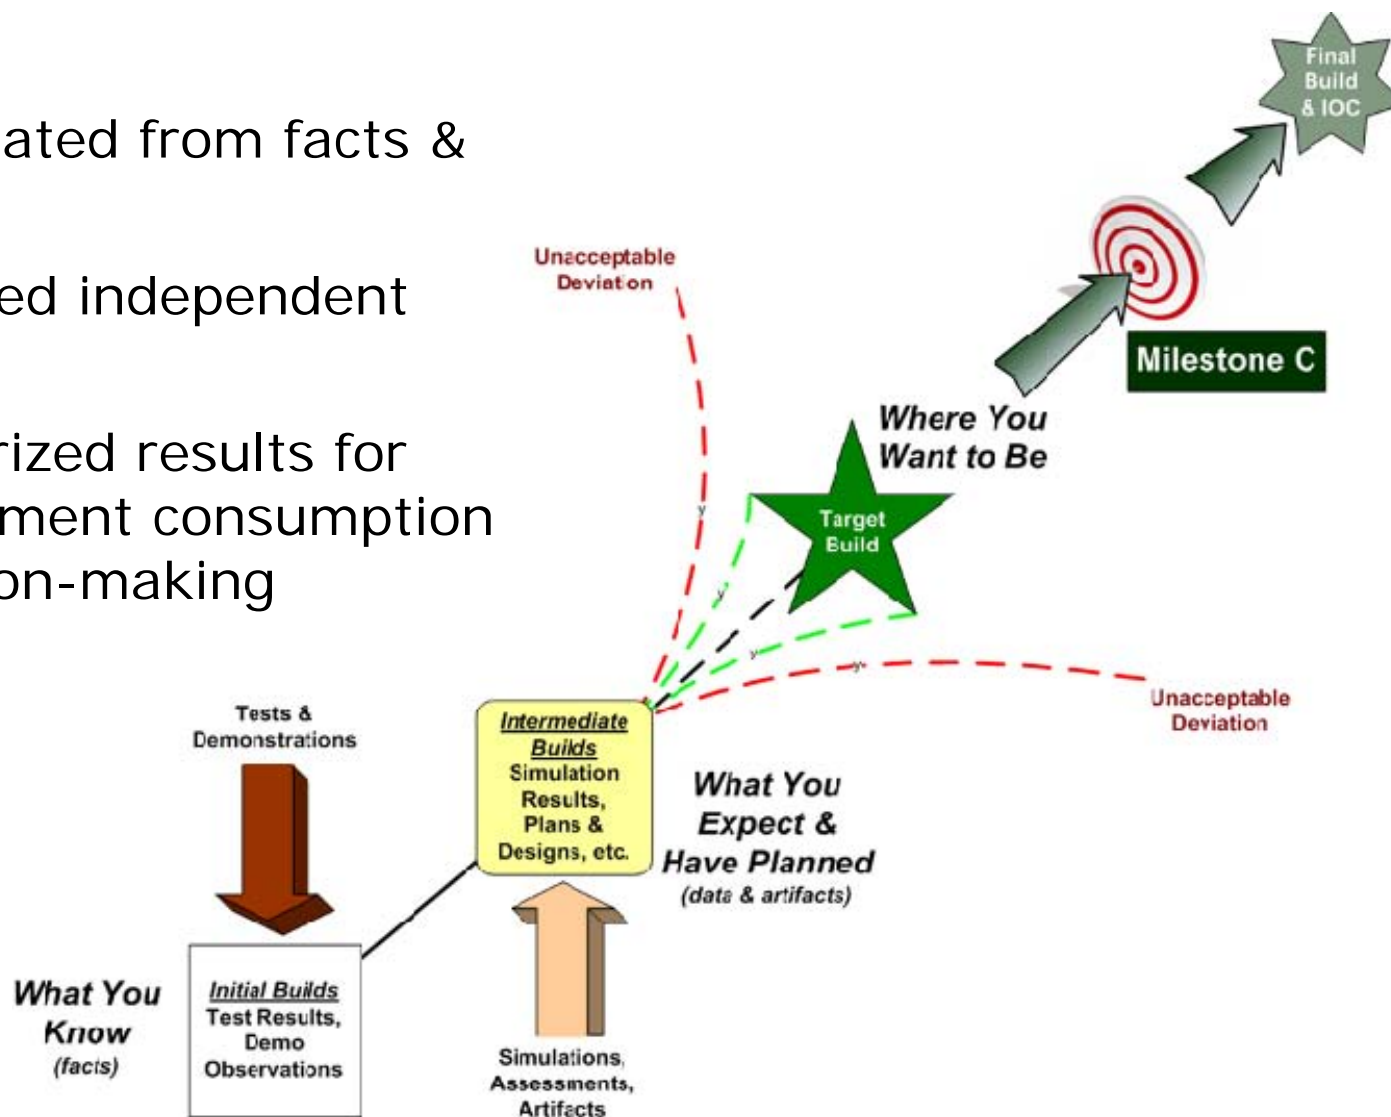 ated from facts &
ed independent
rized results for
ment consumption
on-making
Final
Build
& IOC
Unacceptable
Deviation
Milestone C
Where You
Want to Be
Target
Build
y
y
y
y
Unacceptable
Deviation
Tests &
Demonstrations
Intermediate
Builds
Simulation
Results,
Plans &
Designs, etc.
What You
Expect &
Have Planned
(data & artifacts)
What You
Know
(facts)
Initial Builds
Test Results,
Demo
Observations
Simulations,
Assessments,
Artifacts